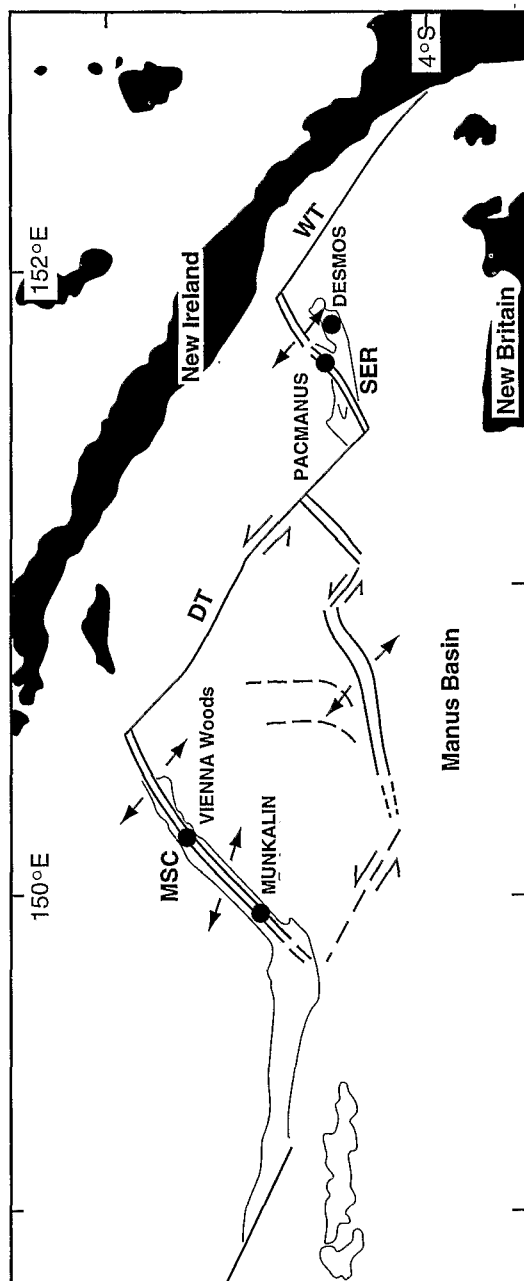 152°E
4°S
New Ireland
WT
DESMOS
PACMANUS
SER
New Britain
DT
VIENNA Woods
MSC
MUNKALIN
Manus Basin
150°E